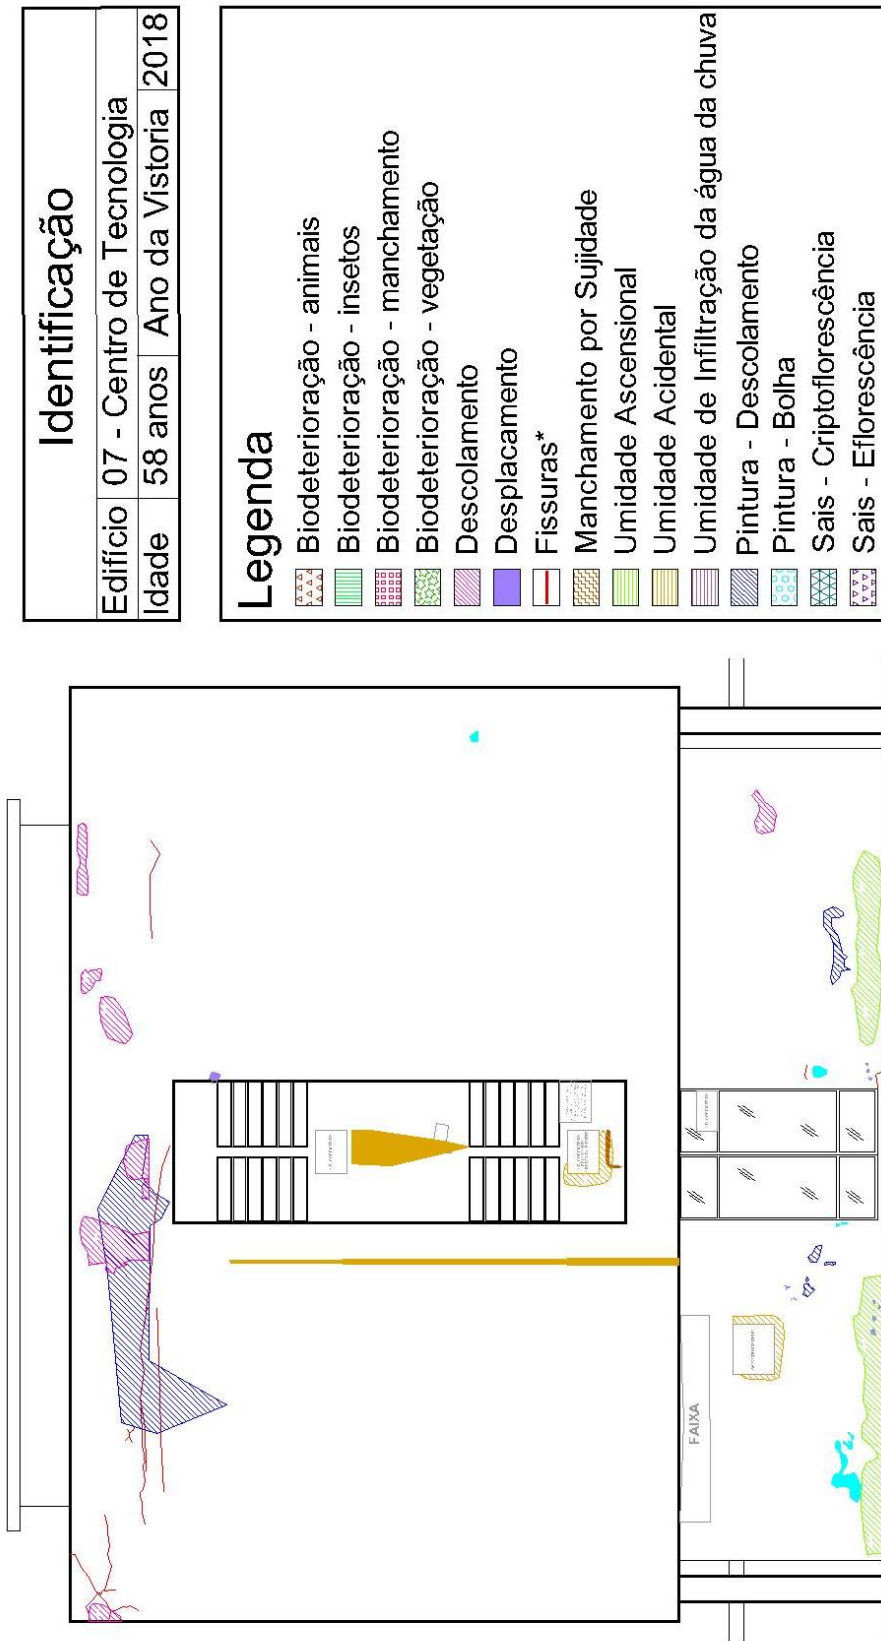 Identificação
Edifício 07 - Centro de Tecnologia
Idade 58 anos Ano da Vistoria 2018
Legenda
Biodeterioração - animais
Biodeterioração - insetos
Biodeterioração - manchamento
Biodeterioração - vegetação
Descolamento
Desplacamento
Fissuras*
Manchamento por Sujidade
Umidade Ascensional
Umidade Acidental
Umidade de Infiltração da água da chuva
Pintura - Descolamento
Pintura - Bolha
Sais - Criptoflorescência
Sais - Eflorescência
FAIXA